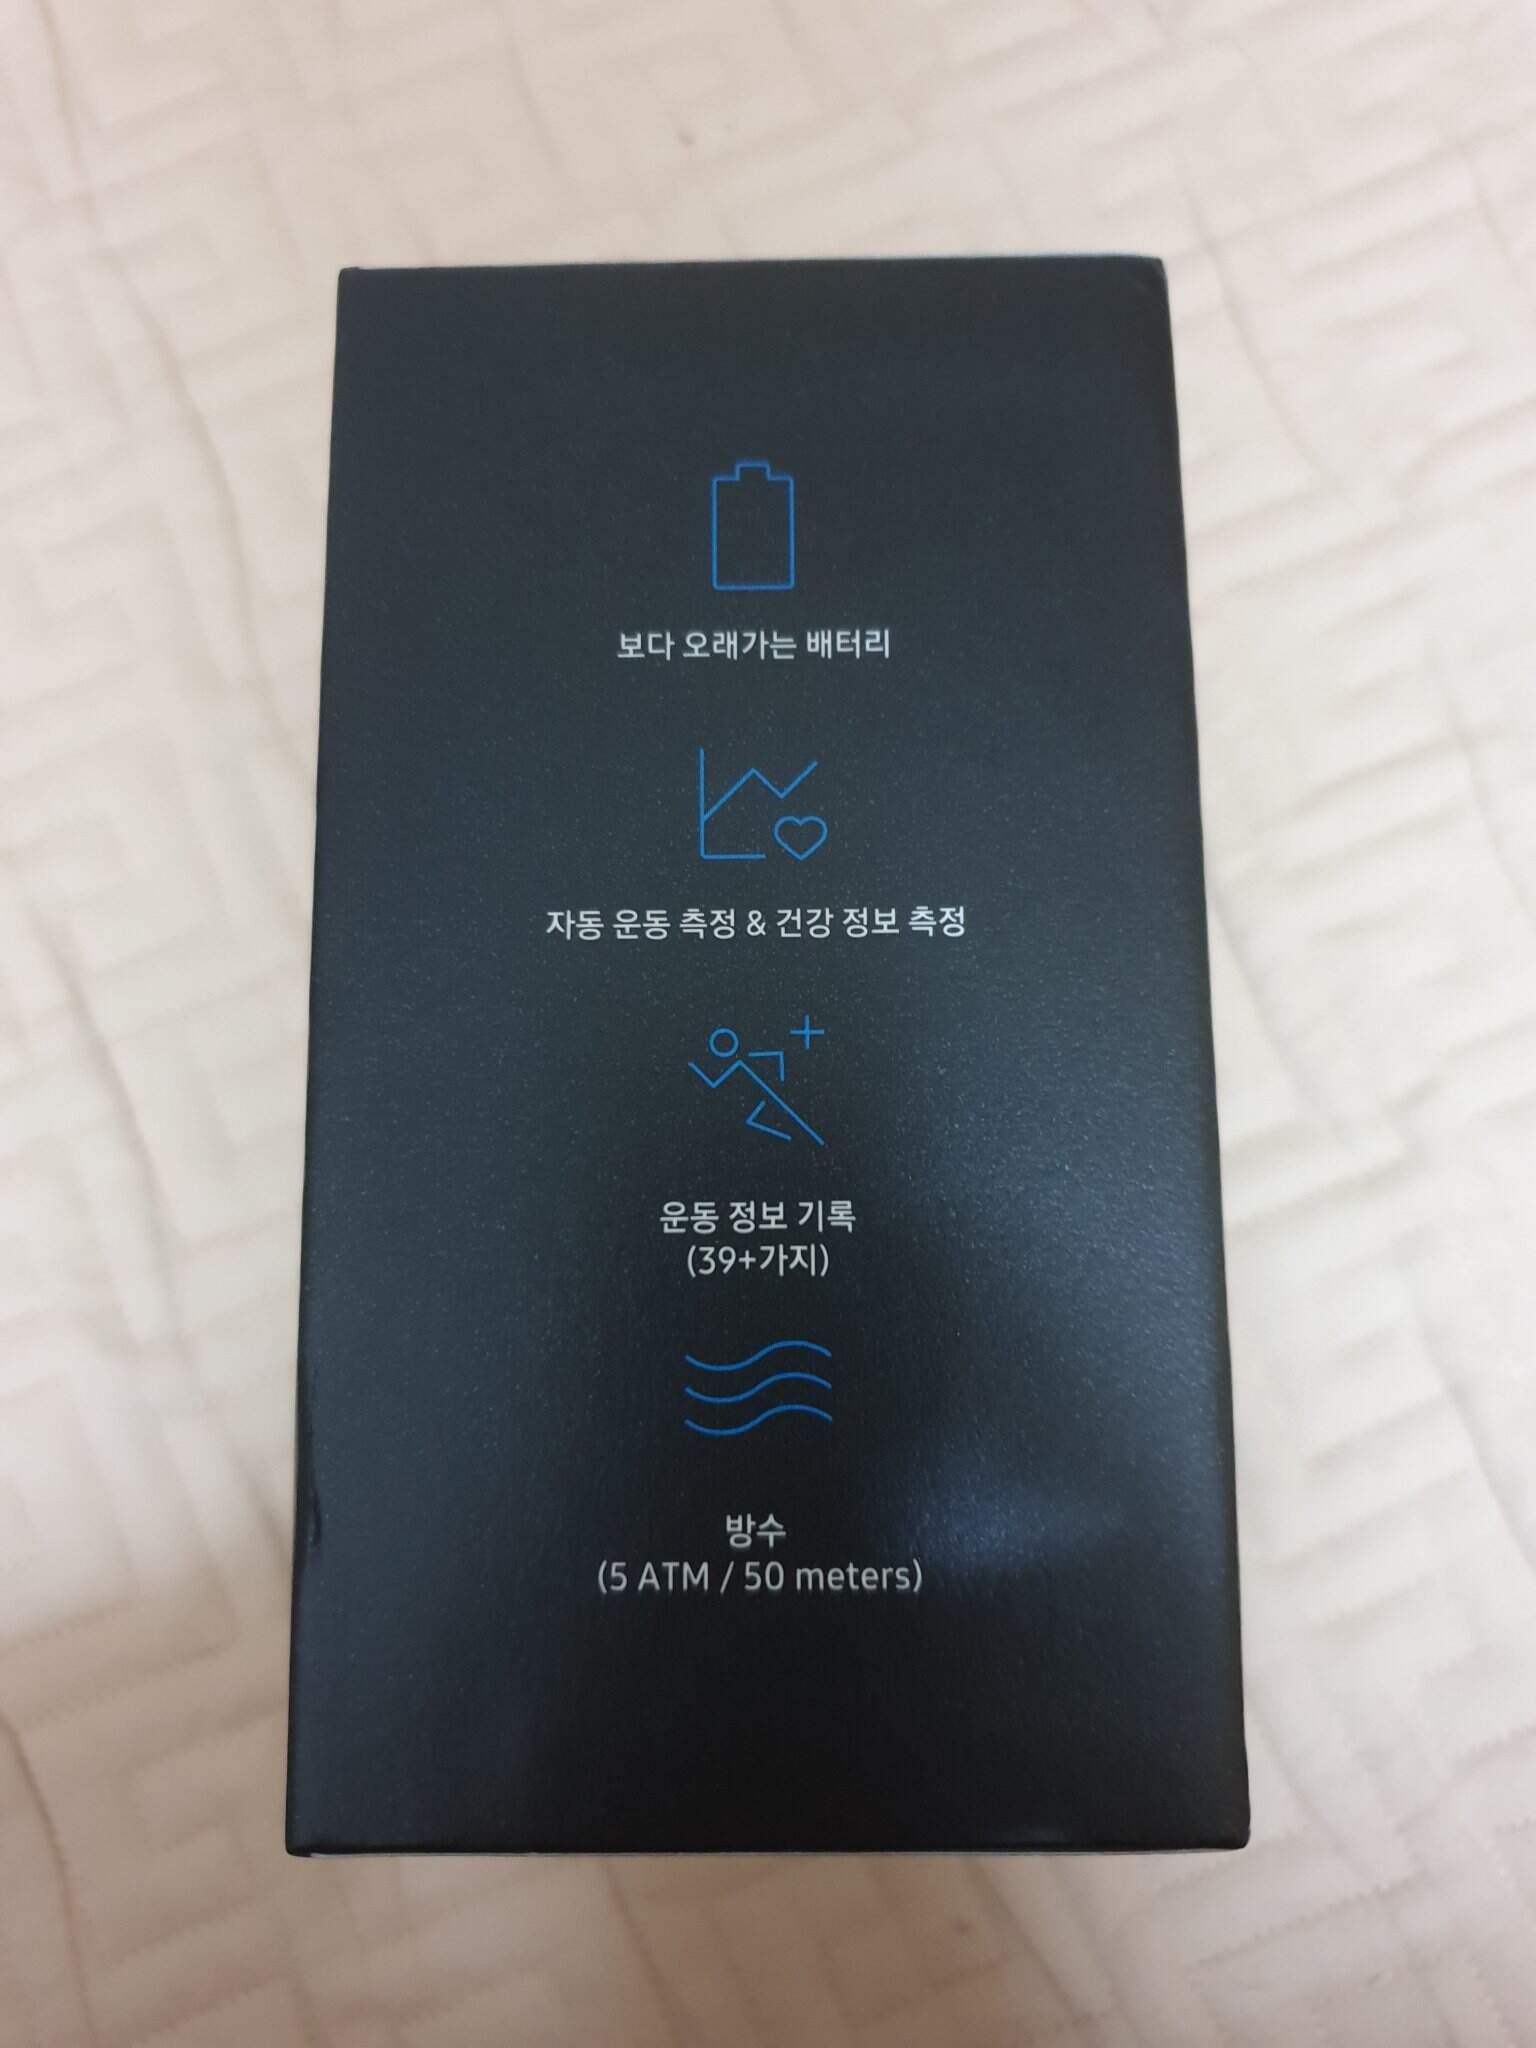 보다 오래가는 배터리
자동 운동 측정 & 건강 정보 측정
운동 정보 기록
(39+가지)
방수
(5 ATM / 50 meters)